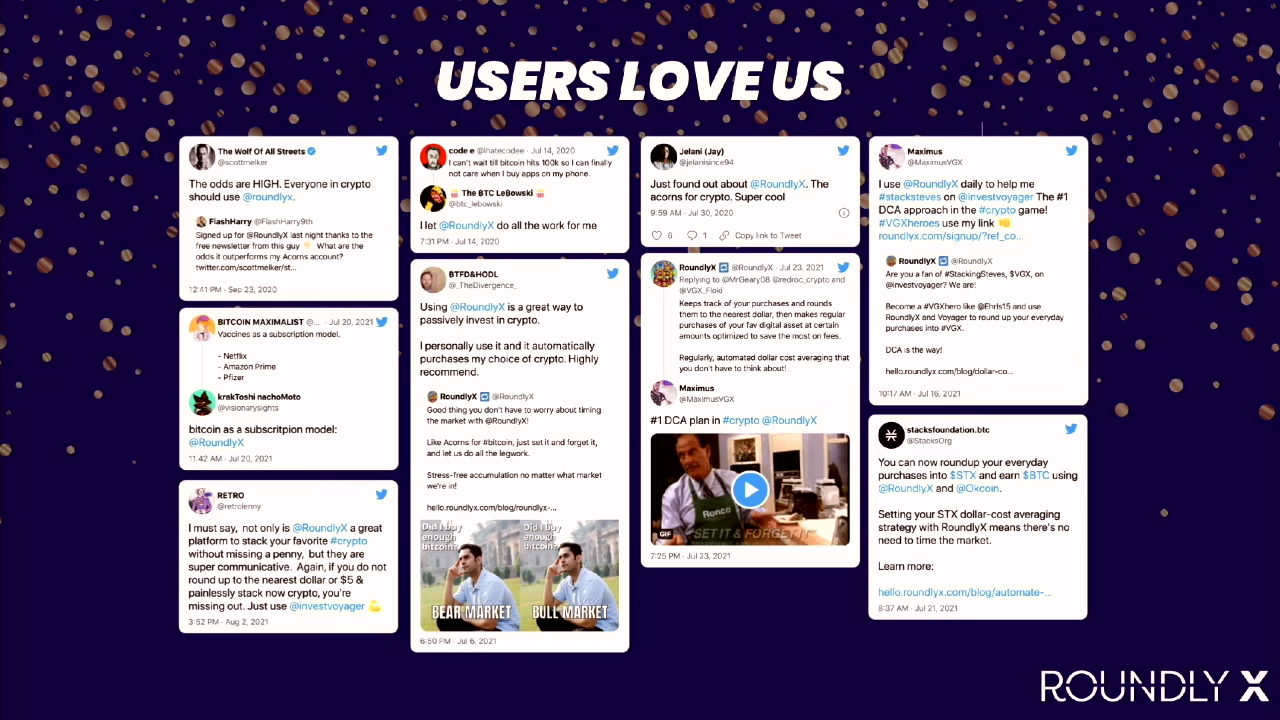 USERS LOVE US
The Wolf Of All Streets
@scottmelker
The odds are HIGH. Everyone in crypto
should use @roundlyx.
FlashHarry @FlashHarry9th
Signed up for @RoundlyX last night thanks to the
free newsletter from this guy 👆 What are the
odds it outperforms my Acorns account?
twitter.com/scottmelker/st...
12:41 PM · Sep 23, 2020
BITCOIN MAXIMALIST @... · Jul 20, 2021
Vaccines as a subscription model.
- Netflix
- Amazon Prime
- Pfizer
krakToshi nachoMoto
@visionarysights
bitcoin as a subscritpion model:
@RoundlyX
11:42 AM · Jul 20, 2021
RETRO
@retrolenny
I must say, not only is @RoundlyX a great
platform to stack your favorite #crypto
without missing a penny, but they are
super communicative. Again, if you do not
round up to the nearest dollar or $5 &
painlessly stack now crypto, you're
missing out. Just use @investvoyager 💪
3:52 PM · Aug 2, 2021
code e @ihatecodee · Jul 14, 2020
I can't wait till bitcoin hits 100k so I can finally
not care when I buy apps on my phone.
The BTC LeBowski
@btc_lebowski
I let @RoundlyX do all the work for me
7:31 PM · Jul 14, 2020
BTFD&HODL
@_TheDivergence_
Using @RoundlyX is a great way to
passively invest in crypto.
I personally use it and it automatically
purchases my choice of crypto. Highly
recommend.
RoundlyX 🔁 @RoundlyX
Good thing you don't have to worry about timing
the market with @RoundlyX!
Like Acorns for #bitcoin, just set it and forget it,
and let us do all the legwork.
Stress-free accumulation no matter what market
we're in!
hello.roundlyx.com/blog/roundlyx-...
Did I buy
enough
bitcoin?
BEAR MARKET
Did I buy
enough
bitcoin?
BULL MARKET
6:50 PM · Jul 6, 2021
Jelani (Jay)
@jelanisince94
Just found out about @RoundlyX. The
acorns for crypto. Super cool
9:59 AM · Jul 30, 2020
6 1 Copy link to Tweet
RoundlyX 🔁 @RoundlyX · Jul 23, 2021
Replying to @MrGeary08 @redroc_crypto and
@VGX_Floki
Keeps track of your purchases and rounds
them to the nearest dollar, then makes regular
purchases of your fav digital asset at certain
amounts optimized to save the most on fees.
Regularly, automated dollar cost averaging that
you don't have to think about!
Maximus
@MaximusVGX
#1 DCA plan in #crypto @RoundlyX
Ronco
GIF
"SET IT & FORGET IT"
7:25 PM · Jul 23, 2021
Maximus
@MaximusVGX
I use @RoundlyX daily to help me
#stacksteves on @investvoyager The #1
DCA approach in the #crypto game!
#VGXheroes use my link 👊
roundlyx.com/signup/?ref_co...
RoundlyX 🔁 @RoundlyX
Are you a fan of #StackingSteves, $VGX, on
@investvoyager? We are!
Become a #VGXhero like @Ehrls15 and use
RoundlyX and Voyager to round up your everyday
purchases into #VGX.
DCA is the way!
hello.roundlyx.com/blog/dollar-co...
10:17 AM · Jul 16, 2021
stacksfoundation.btc
@StacksOrg
You can now roundup your everyday
purchases into $STX and earn $BTC using
@RoundlyX and @Okcoin.
Setting your STX dollar-cost averaging
strategy with RoundlyX means there's no
need to time the market.
Learn more:
hello.roundlyx.com/blog/automate-...
8:37 AM · Jul 21, 2021
ROUNDLY X